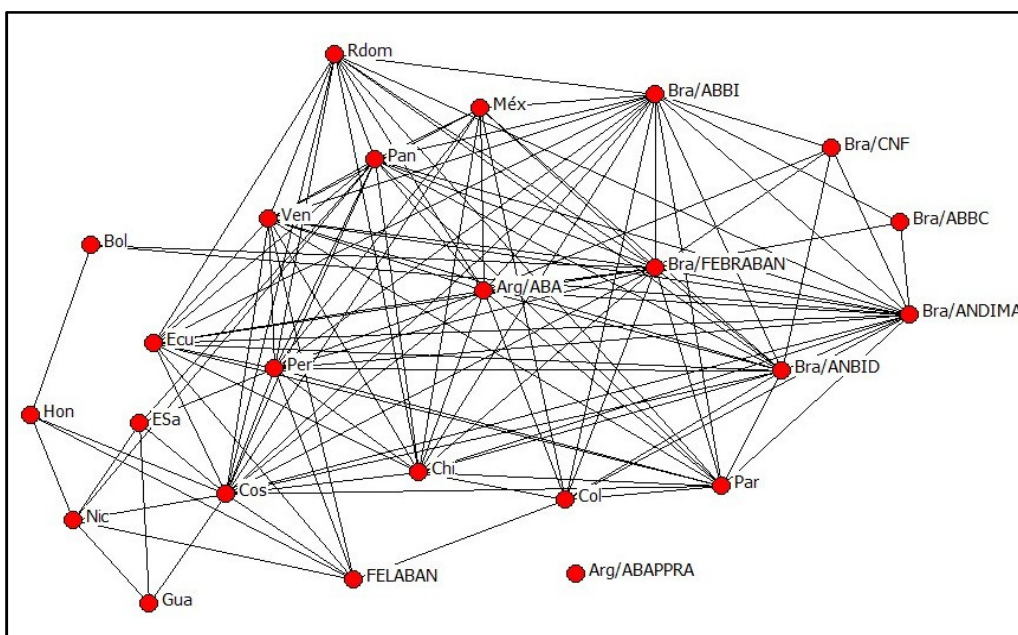 Rdom
Bra/ABBI
Méx
Bra/CNF
Pan
Ven
Bra/ABBC
Bol
Bra/FEBRABAN
Arg/ABA
Bra/ANDIMA
Ecu
Per
Bra/ANBID
Hon
ESa
Chi
Cos
Par
Col
Nic
FELABAN
Arg/ABAPPRA
Gua